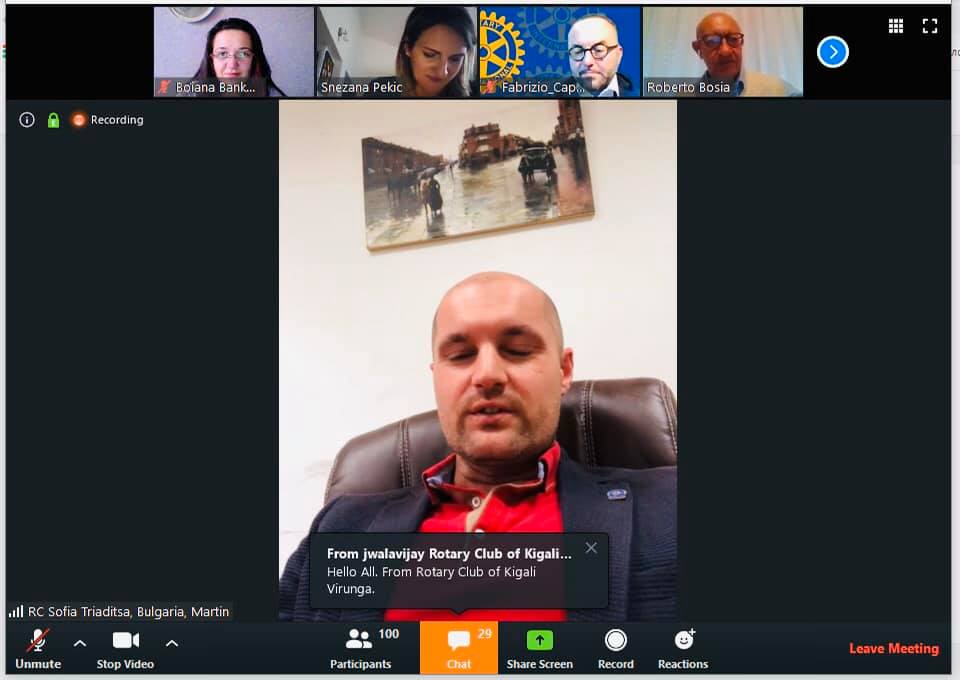 Bolana Bank...
Snezana Pekic
Fabrizio_Cap...
Roberto Bosia
Recording
From jwalavijay Rotary Club of Kigali...
Hello All. From Rotary Club of Kigali
Virunga.
RC Sofia Triaditsa, Bulgaria, Martin
Unmute
Stop Video
Participants
100
Chat
29
Share Screen
Record
Reactions
Leave Meeting